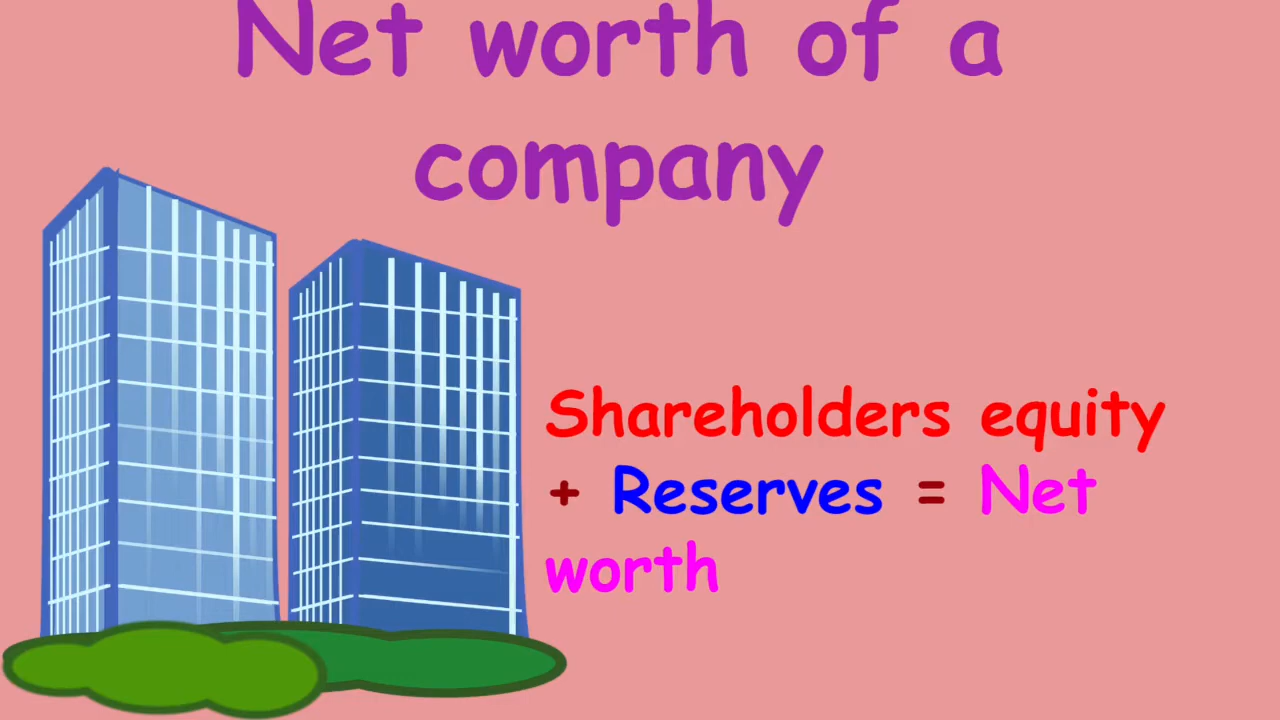 Net worth of a
company
Shareholders equity
+ Reserves = Net
worth